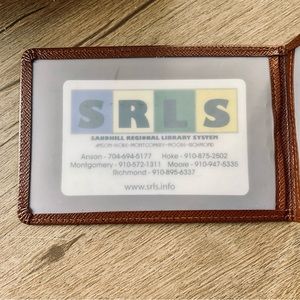 SRLS
SANDHILL REGIONAL LIBRARY SYSTEM
ANSON•HOKE•MONTGOMERY•MOORE•RICHMOND
Anson - 704-694-5177 Hoke - 910-875-2502
Montgomery - 910-572-1311 Moore - 910-947-5335
Richmond - 910-895-6337
www.srls.info